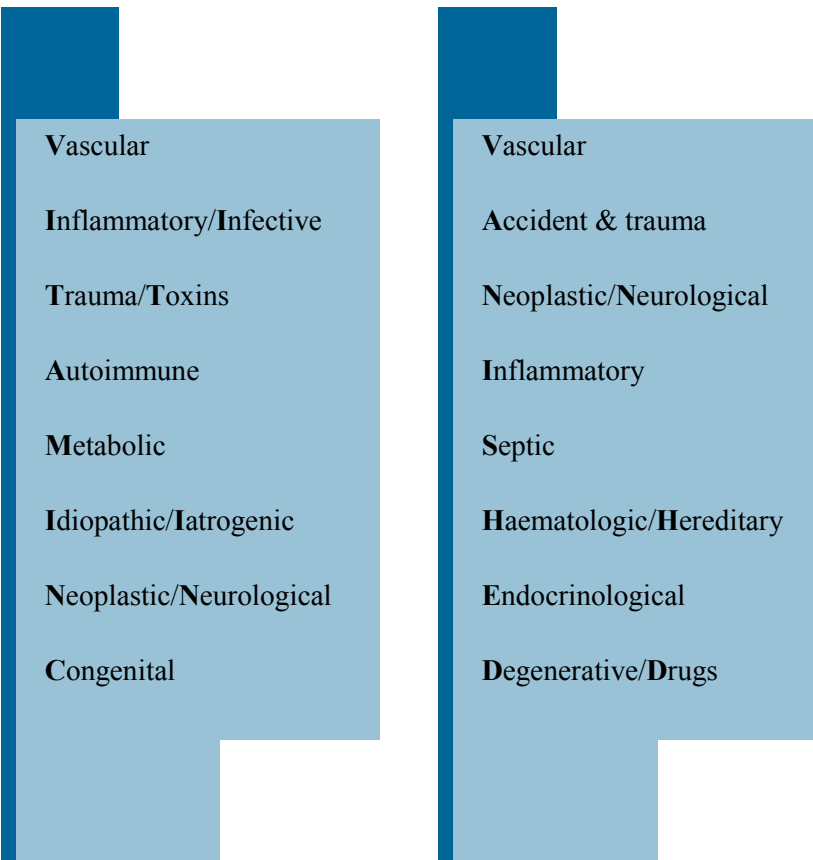 Vascular
Inflammatory/Infective
Trauma/Toxins
Autoimmune
Metabolic
Idiopathic/Iatrogenic
Neoplastic/Neurological
Congenital
Vascular
Accident & trauma
Neoplastic/Neurological
Inflammatory
Septic
Haematologic/Hereditary
Endocrinological
Degenerative/Drugs